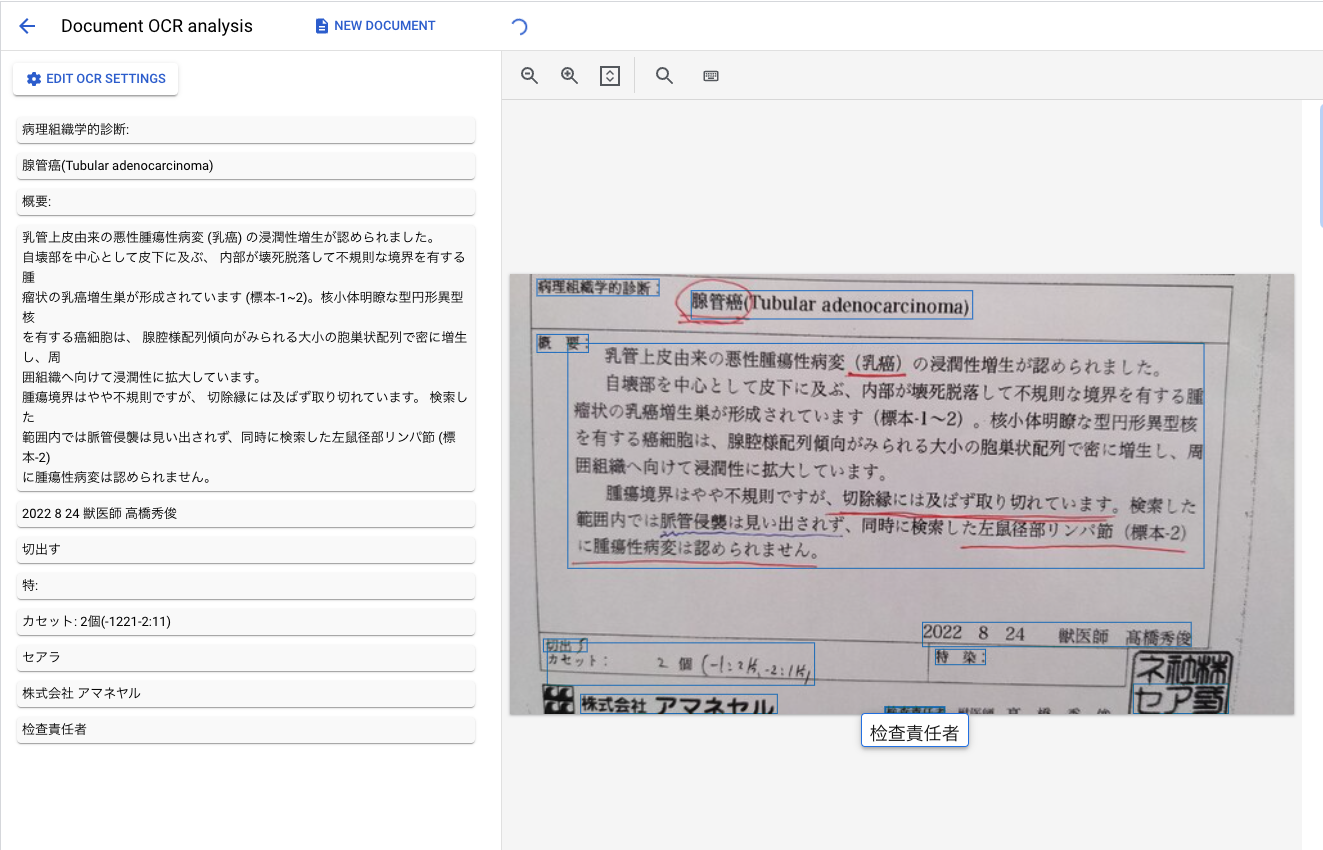 Document OCR analysis
NEW DOCUMENT
EDIT OCR SETTINGS
病理組織学的診断:
腺管癌(Tubular adenocarcinoma)
概要:
乳管上皮由来の悪性腫瘍性病変 (乳癌) の浸潤性増生が認められました。
自壊部を中心として皮下に及ぶ、 内部が壊死脱落して不規則な境界を有する
腫
瘤状の乳癌増生巣が形成されています (標本-1~2)。核小体明瞭な型円形異型
核
を有する癌細胞は、 腺腔様配列傾向がみられる大小の胞巣状配列で密に増生
し、周
囲組織へ向けて浸潤性に拡大しています。
腫瘍境界はやや不規則ですが、 切除縁には及ばず取り切れています。 検索し
た
範囲内では脈管侵襲は見い出されず、同時に検索した左鼠径部リンパ節 (標
本-2)
に腫瘍性病変は認められません。
2022 8 24 獣医師 髙橋秀俊
切出す
特:
カセット: 2個(-1221-2:11)
セアラ
株式会社 アマネヤル
检查責任者
病理組織学的診断：
腺管癌(Tubular adenocarcinoma)
概　要：
乳管上皮由来の悪性腫瘍性病変（乳癌）の浸潤性増生が認められました。
自壊部を中心として皮下に及ぶ、内部が壊死脱落して不規則な境界を有する腫
瘤状の乳癌増生巣が形成されています（標本-1～2）。核小体明瞭な型円形異型核
を有する癌細胞は、腺腔様配列傾向がみられる大小の胞巣状配列で密に増生し、周
囲組織へ向けて浸潤性に拡大しています。
腫瘍境界はやや不規則ですが、切除縁には及ばず取り切れています。検索した
範囲内では脈管侵襲は見い出されず、同時に検索した左鼠径部リンパ節（標本-2）
に腫瘍性病変は認められません。
2022　8　24　獣医師　髙橋秀俊
切出し
特　染：
カセット：　2 個
株式会社 アマネセル
检查責任者